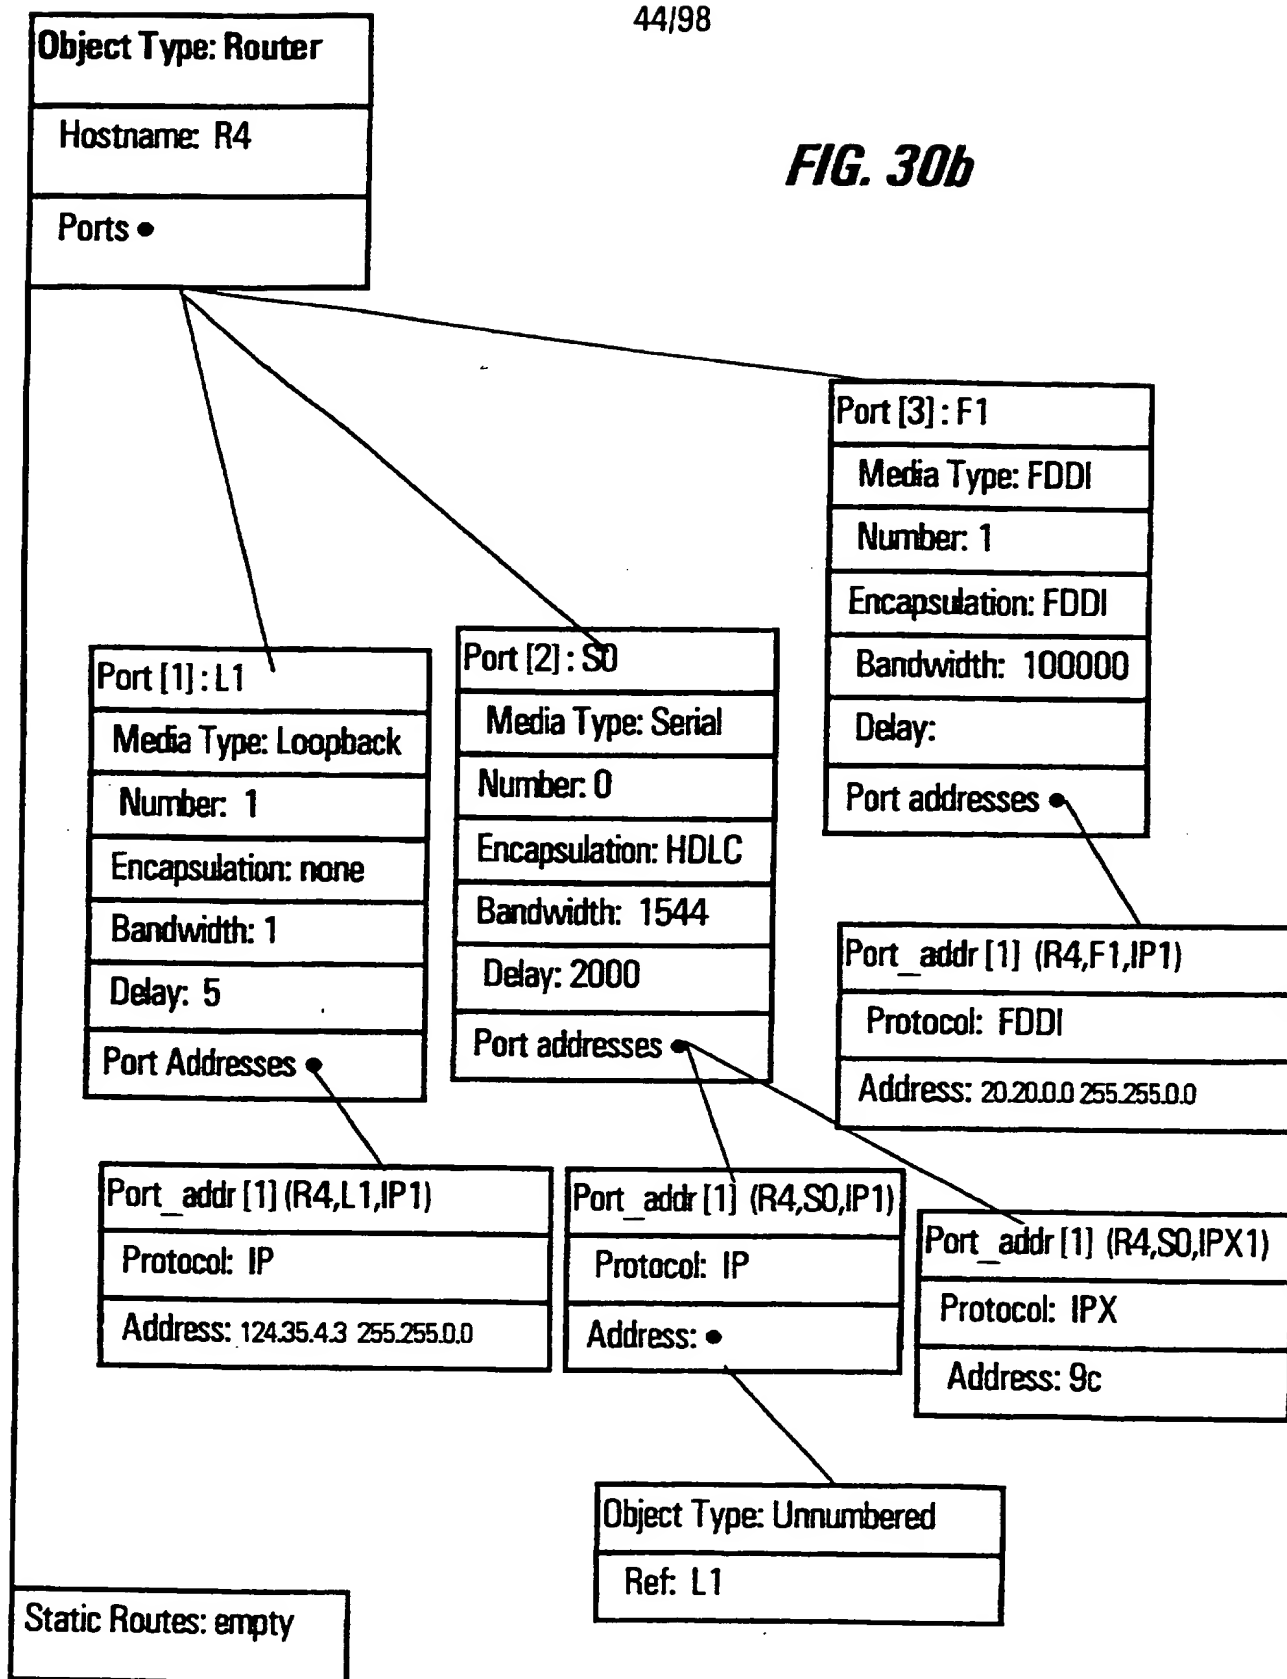 44/98
Object Type: Router
Hostname: R4
Ports
FIG. 30b
Port [3] : F1
Media Type: FDDI
Number: 1
Encapsulation: FDDI
Bandwidth: 100000
Delay:
Port addresses
Port [1] : L1
Media Type: Loopback
Number: 1
Encapsulation: none
Bandwidth: 1
Delay: 5
Port Addresses
Port [2] : S0
Media Type: Serial
Number: 0
Encapsulation: HDLC
Bandwidth: 1544
Delay: 2000
Port addresses
Port_addr [1] (R4,F1,IP1)
Protocol: FDDI
Address: 20.20.0.0 255.255.0.0
Port_addr [1] (R4,L1,IP1)
Protocol: IP
Address: 124.35.4.3 255.255.0.0
Port_addr [1] (R4,S0,IP1)
Protocol: IP
Address:
Port_addr [1] (R4,S0,IPX1)
Protocol: IPX
Address: 9c
Object Type: Unnumbered
Ref: L1
Static Routes: empty